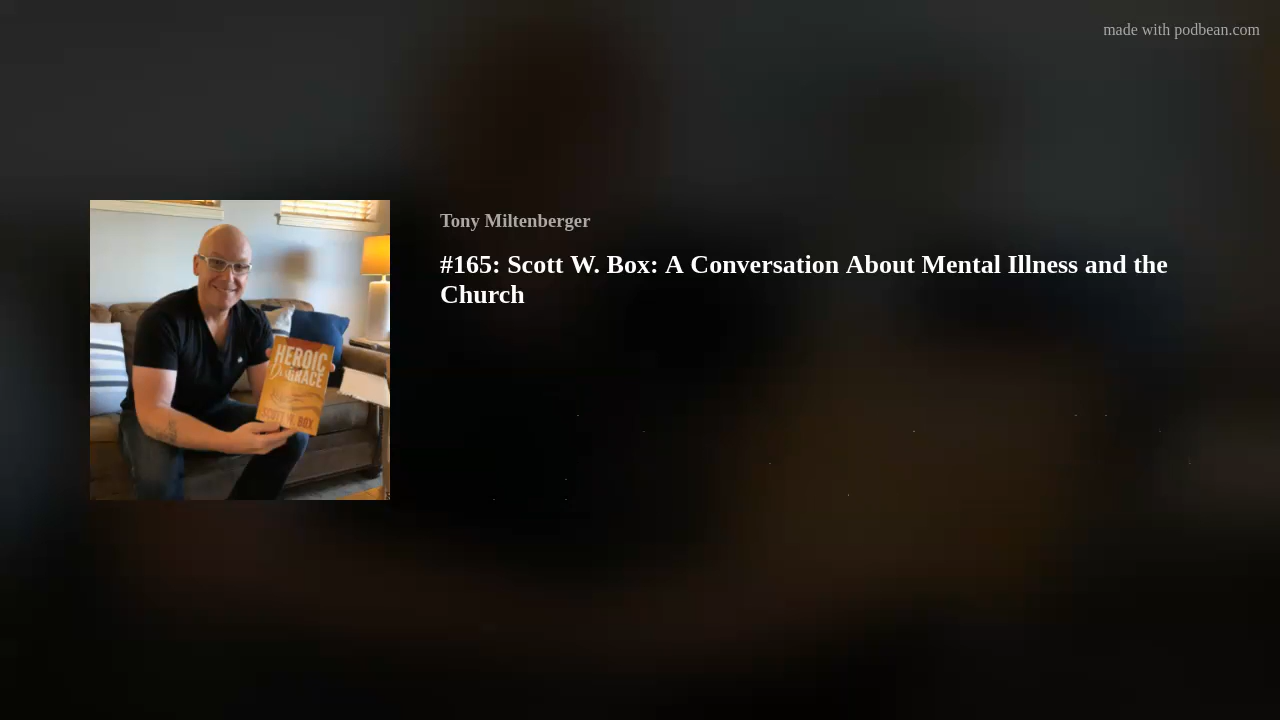 made with podbean.com
Tony Miltenberger
#165: Scott W. Box: A Conversation About Mental Illness and the
Church
HEROIC
DISGRACE
SCOTT W. BOX